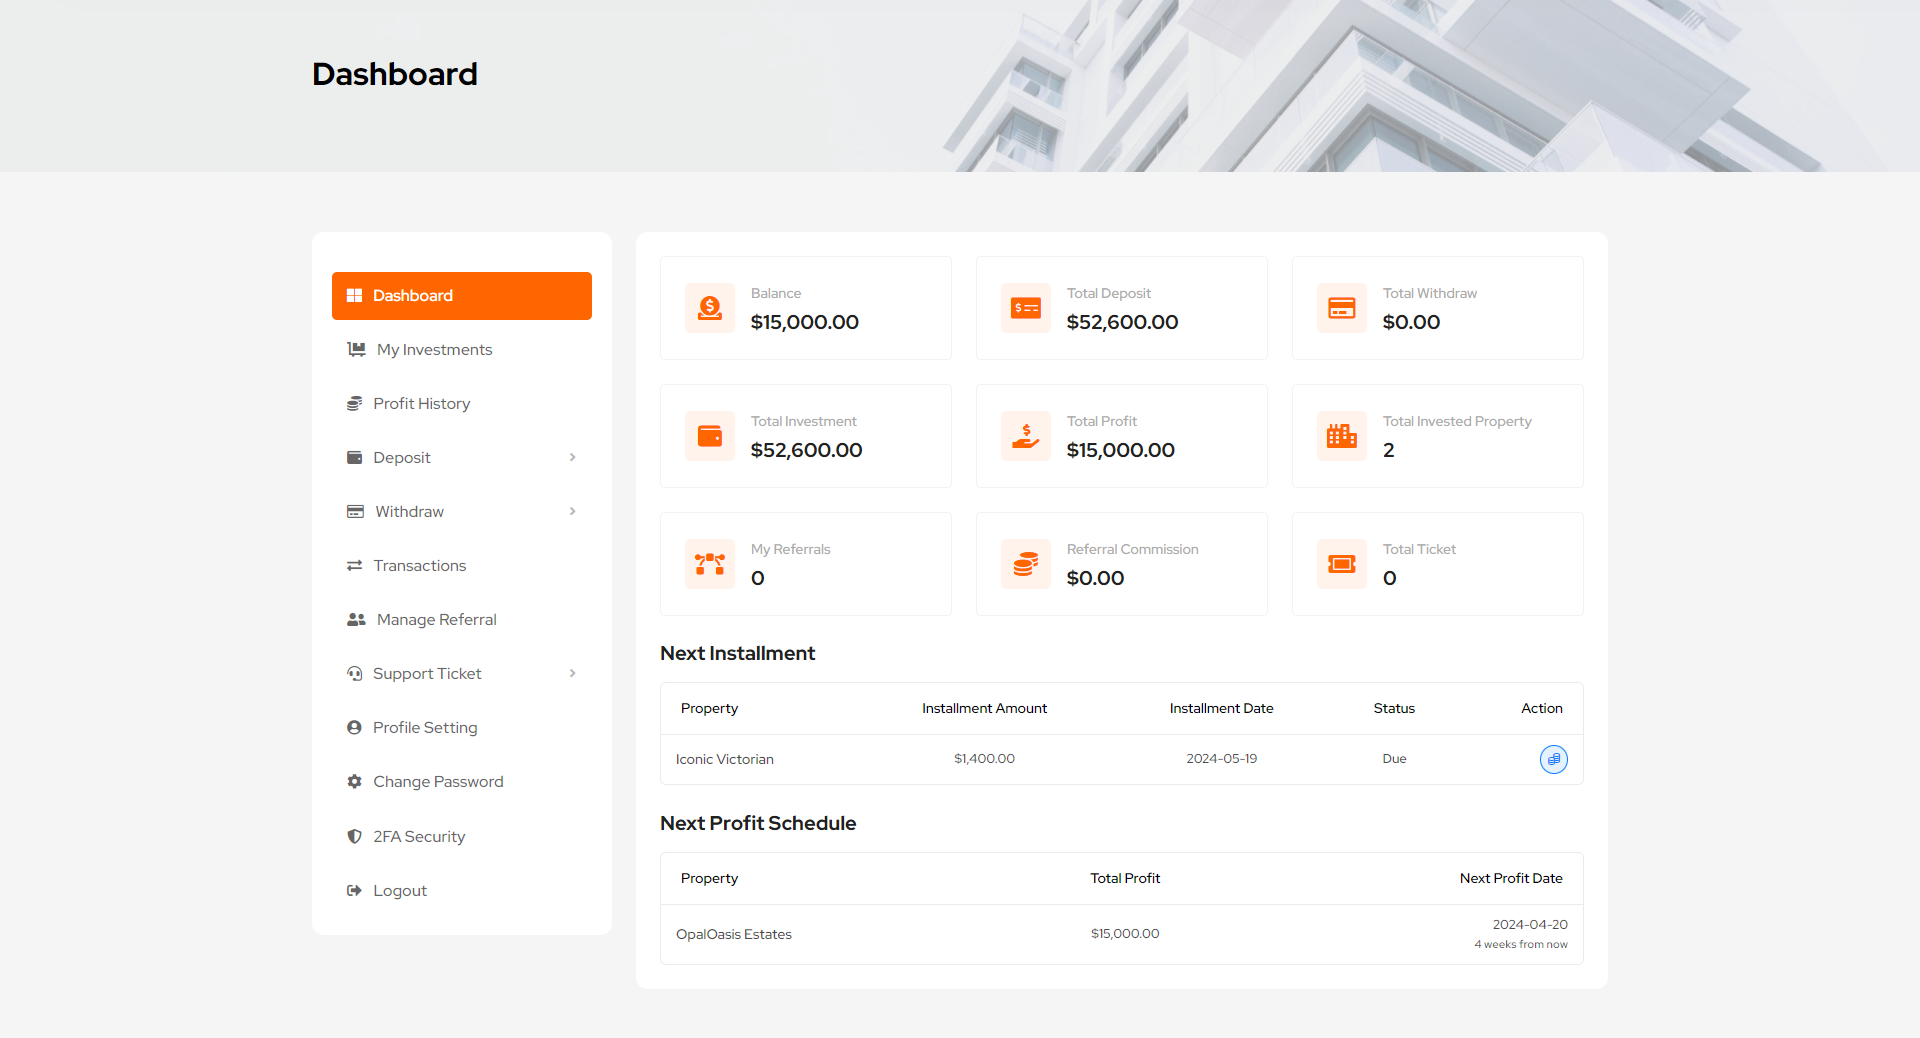 Dashboard
Dashboard
My Investments
Profit History
Deposit
Withdraw
Transactions
Manage Referral
Support Ticket
Profile Setting
Change Password
2FA Security
Logout
Balance
$15,000.00
Total Deposit
$52,600.00
Total Withdraw
$0.00
Total Investment
$52,600.00
Total Profit
$15,000.00
Total Invested Property
2
My Referrals
0
Referral Commission
$0.00
Total Ticket
0
Next Installment
Property Installment Amount Installment Date Status Action
Iconic Victorian $1,400.00 2024-05-19 Due
Next Profit Schedule
Property Total Profit Next Profit Date
OpalOasis Estates $15,000.00 2024-04-20
4 weeks from now